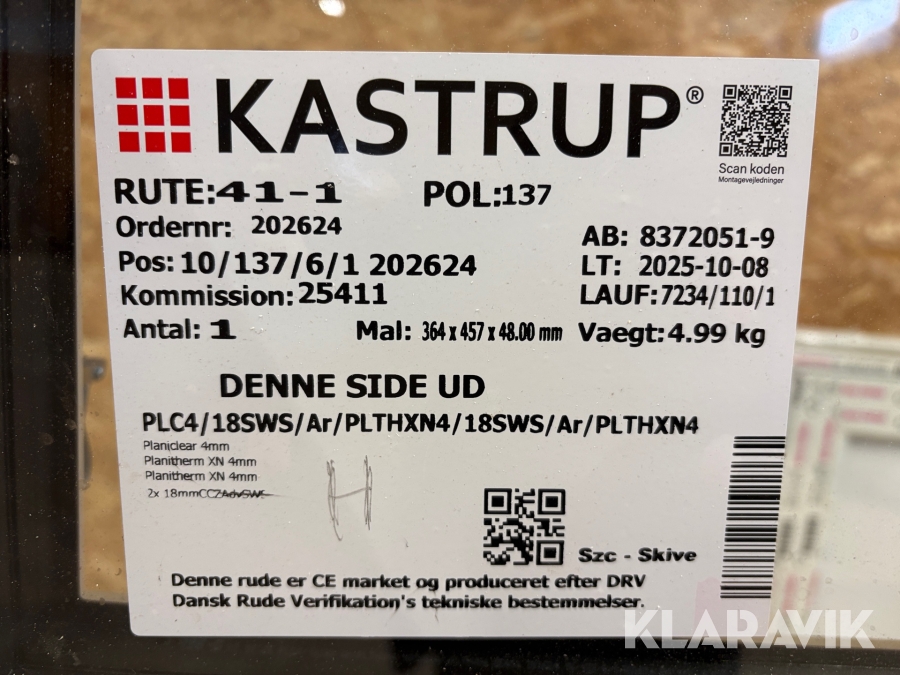 KASTRUP®
Scan koden
Montagevejledninger
RUTE:41-1 POL:137
Ordernr: 202624
AB: 8372051-9
Pos: 10/137/6/1 202624
LT: 2025-10-08
Kommission: 25411
LAUF: 7234/110/1
Antal: 1 Mal: 364 x 457 x 48.00 mm Vaegt: 4.99 kg
DENNE SIDE UD
PLC4/18SWS/Ar/PLTHXN4/18SWS/Ar/PLTHXN4
Planiclear 4mm
Planitherm XN 4mm
Planitherm XN 4mm
2x 18mmCCZAdvSWS
H
Szc - Skive
Denne rude er CE market og produceret efter DRV
Dansk Rude Verifikation's tekniske bestemmelser.
KLARAVIK